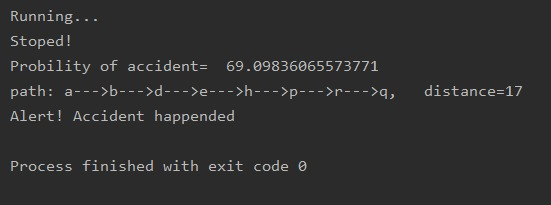 Running...
Stoped!
Probility of accident=  69.09836065573771
path: a--->b--->d--->e--->h--->p--->r--->q,   distance=17
Alert! Accident happended
Process finished with exit code 0